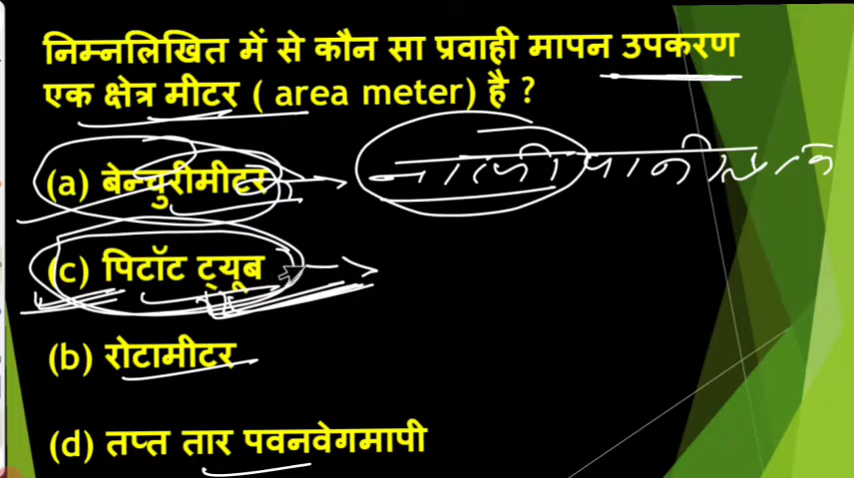 निम्नलिखित में से कौन सा प्रवाही मापन उपकरण
एक क्षेत्र मीटर ( area meter) है ?
(a) बेन्चुरीमीटर
(c) पिटॉट ट्यूब
(b) रोटामीटर
(d) तप्त तार पवनवेगमापी